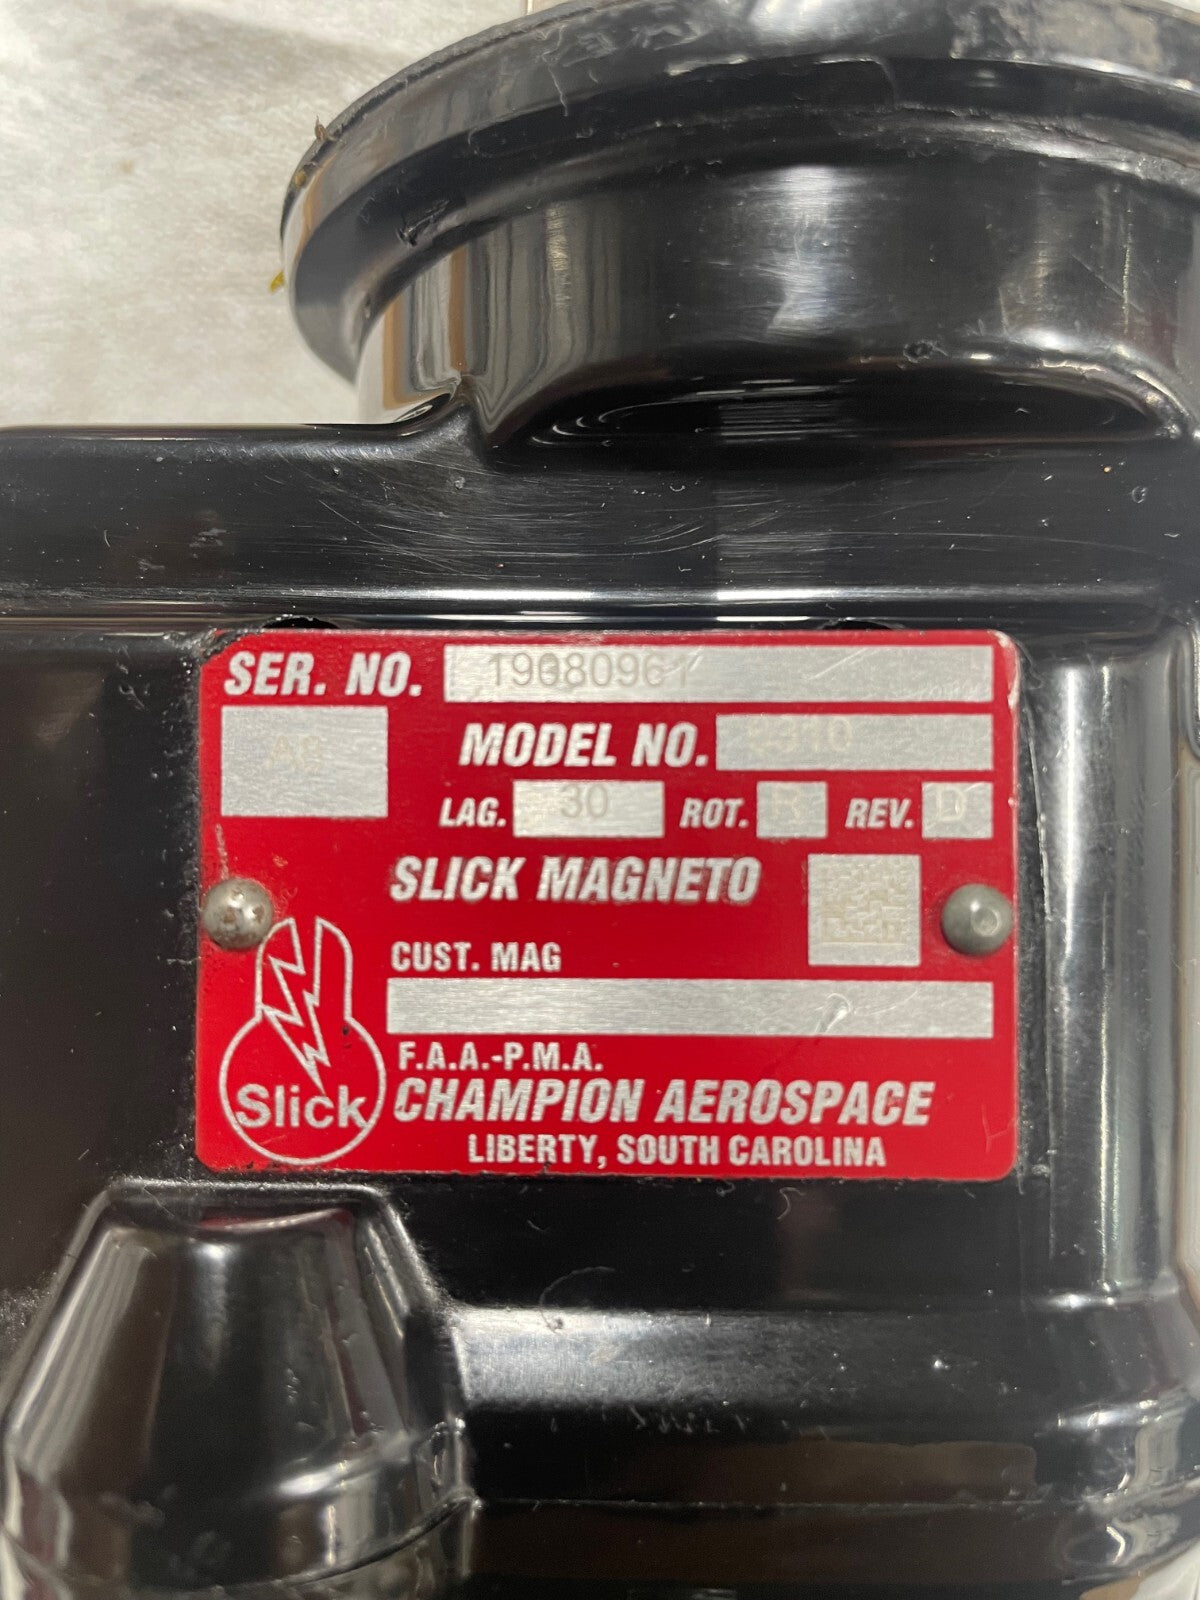 SER. NO. 19080961
MODEL NO. 6310
LAG. 30 ROT. R REV. D
SLICK MAGNETO
CUST. MAG
F.A.A.-P.M.A.
Slick CHAMPION AEROSPACE
LIBERTY, SOUTH CAROLINA